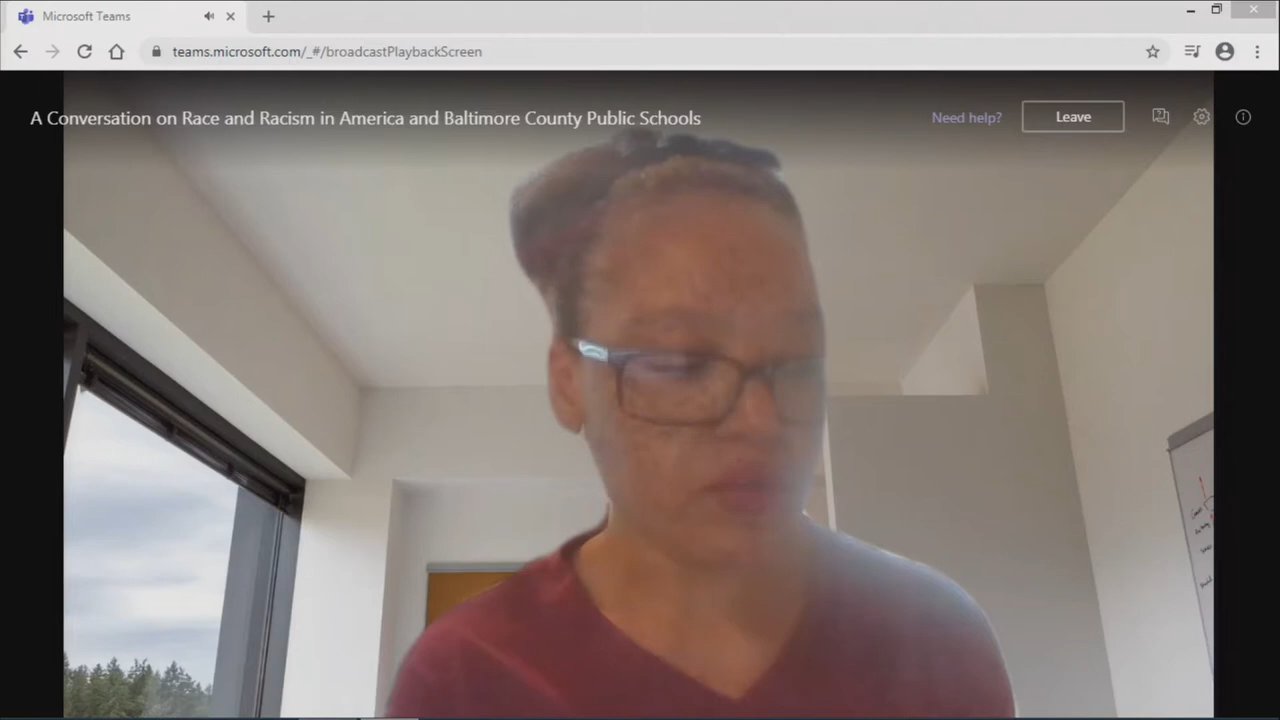 Microsoft Teams
teams.microsoft.com/_#/broadcastPlaybackScreen
A Conversation on Race and Racism in America and Baltimore County Public Schools
Need help?
Leave